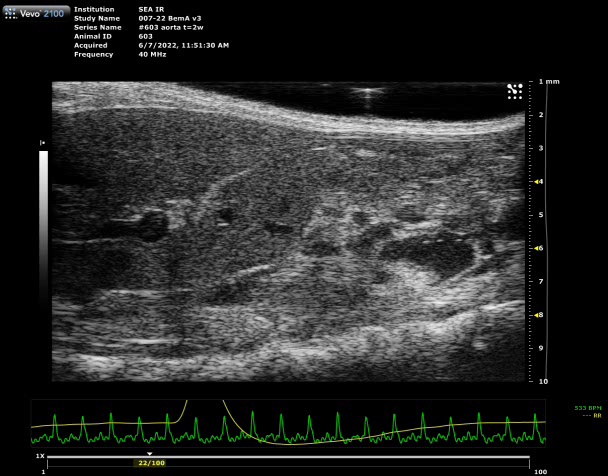 Vevo 2100
Institution SEA IR
Study Name 007-22 BemA v3
Series Name #603 aorta t=2w
Animal ID 603
Acquired 6/7/2022, 11:51:30 AM
Frequency 40 MHz
1 mm
2
3
4
5
6
7
8
9
10
533 BPM
--- RR
1X
22/100
1 100